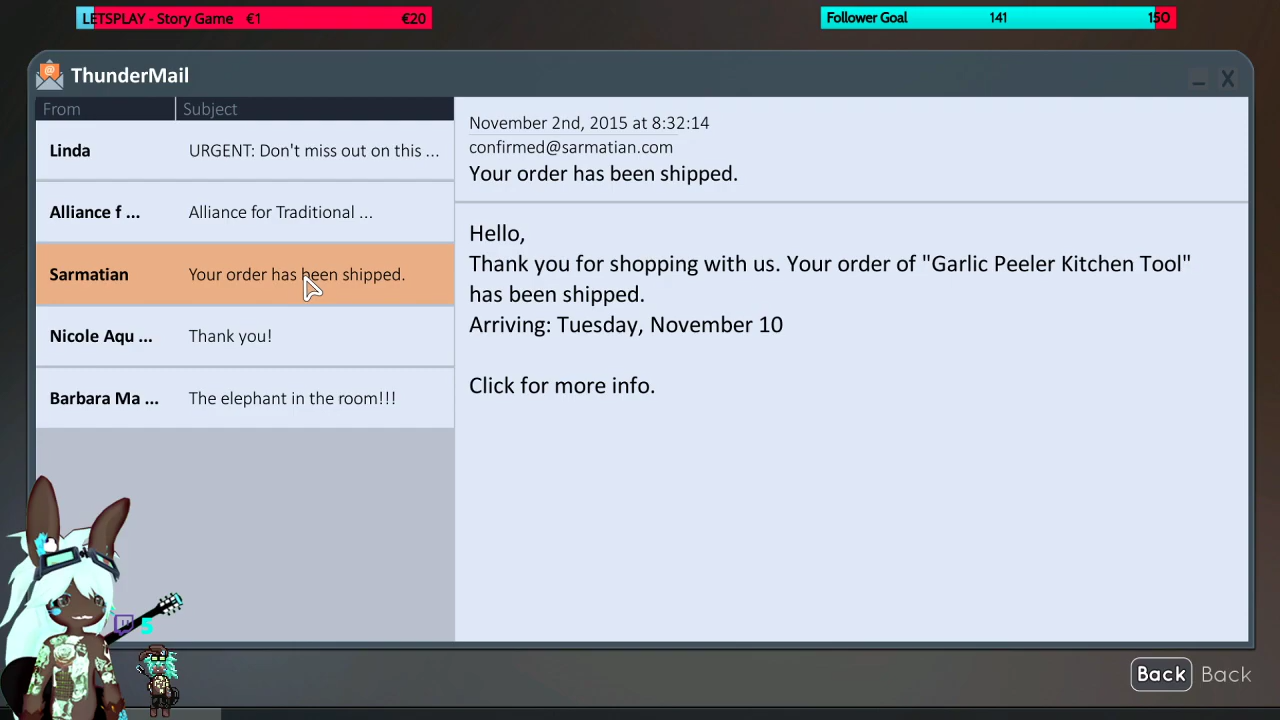 LETSPLAY - Story Game €1 €20
Follower Goal 141 150
ThunderMail
From Subject
Linda URGENT: Don't miss out on this ...
Alliance f ... Alliance for Traditional ...
Sarmatian Your order has been shipped.
Nicole Aqu ... Thank you!
Barbara Ma ... The elephant in the room!!!
November 2nd, 2015 at 8:32:14
confirmed@sarmatian.com
Your order has been shipped.
Hello,
Thank you for shopping with us. Your order of "Garlic Peeler Kitchen Tool"
has been shipped.
Arriving: Tuesday, November 10
Click for more info.
5
Back Back